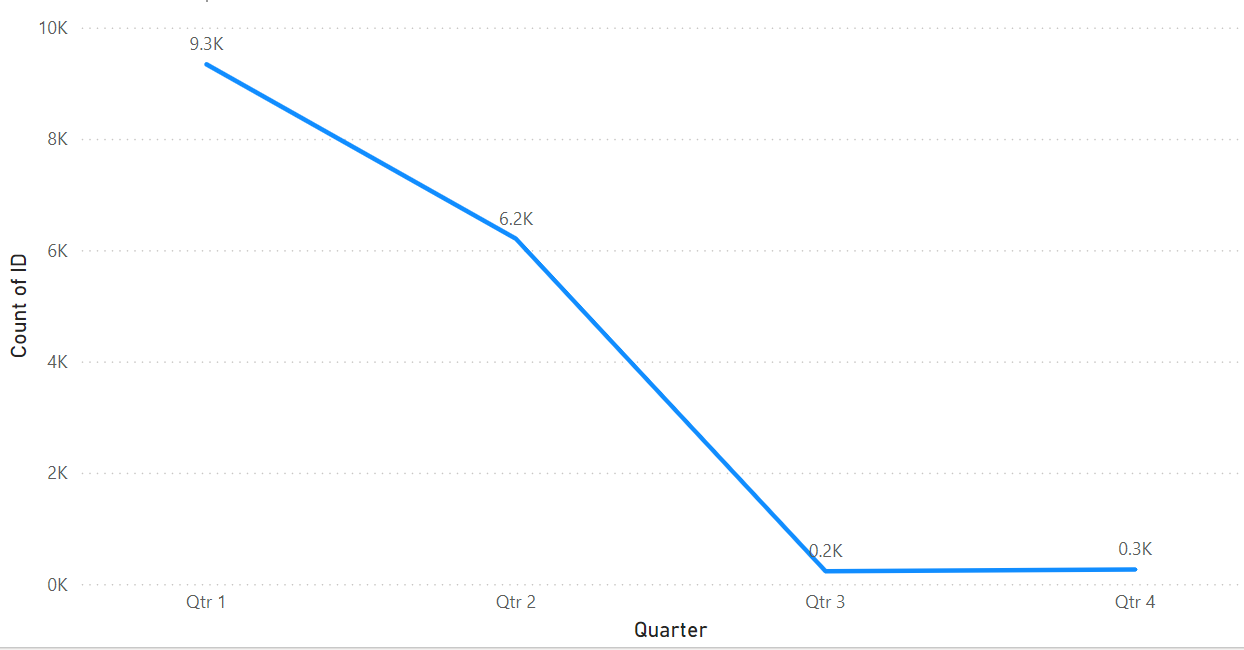 10K
9.3K
8K
6.2K
6K
4K
2K
0.2K
0.3K
0K
Qtr 1
Qtr 2
Qtr 3
Qtr 4
Count of ID
Quarter